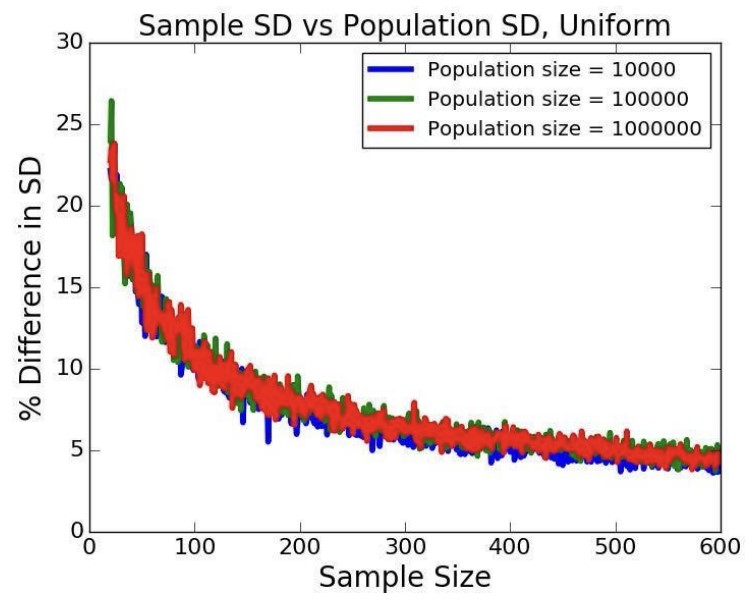 Sample SD vs Population SD, Uniform
30
25
20
15
10
5
0
% Difference in SD
Population size = 10000
Population size = 100000
Population size = 1000000
0 100 200 300 400 500 600
Sample Size